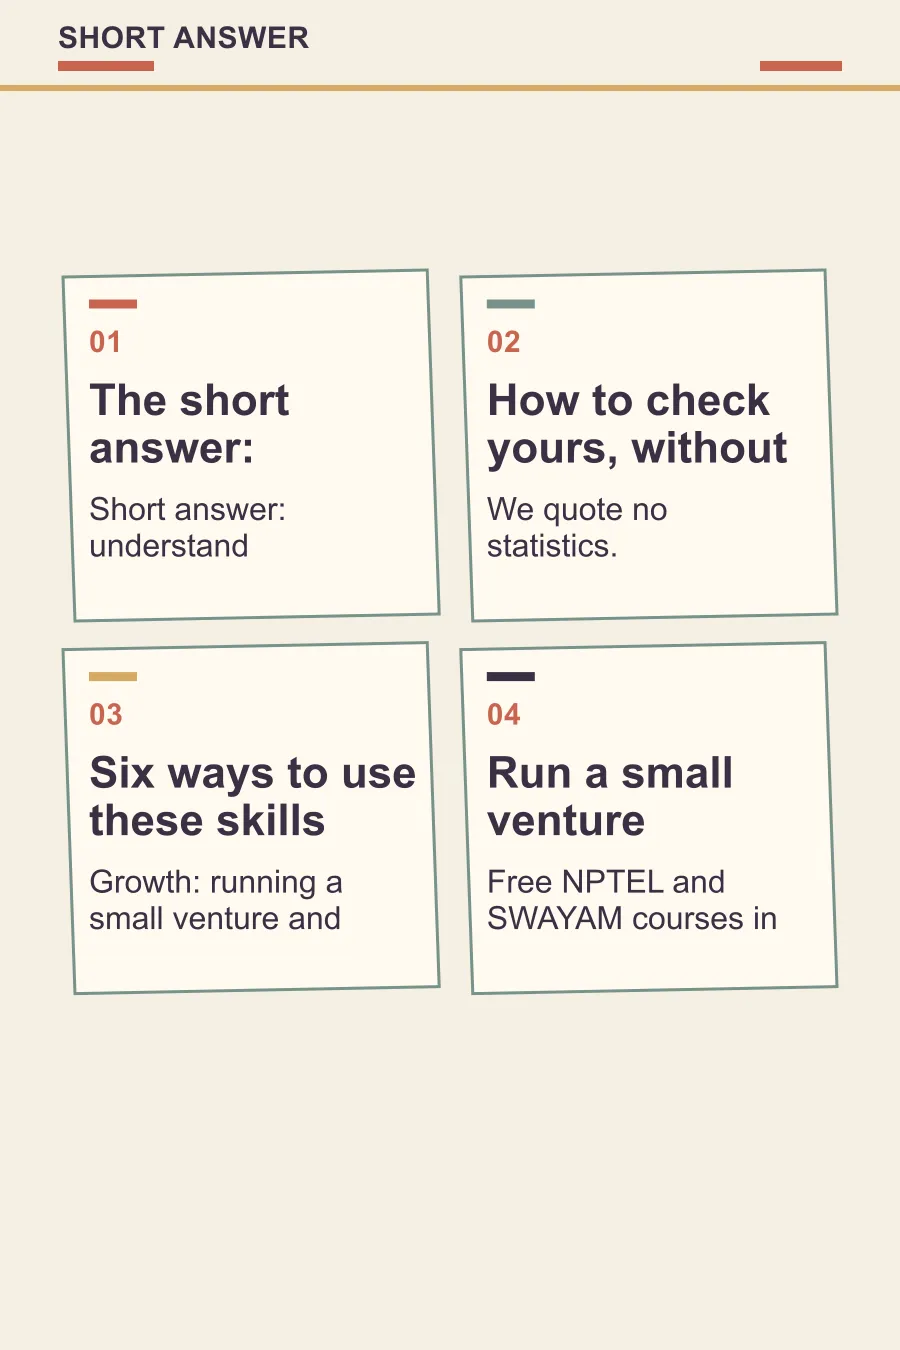 SHORT ANSWER
01
The short
answer:
Short answer:
understand
02
How to check
yours, without
We quote no
statistics.
03
Six ways to use
these skills
Growth: running a
small venture and
04
Run a small
venture
Free NPTEL and
SWAYAM courses in